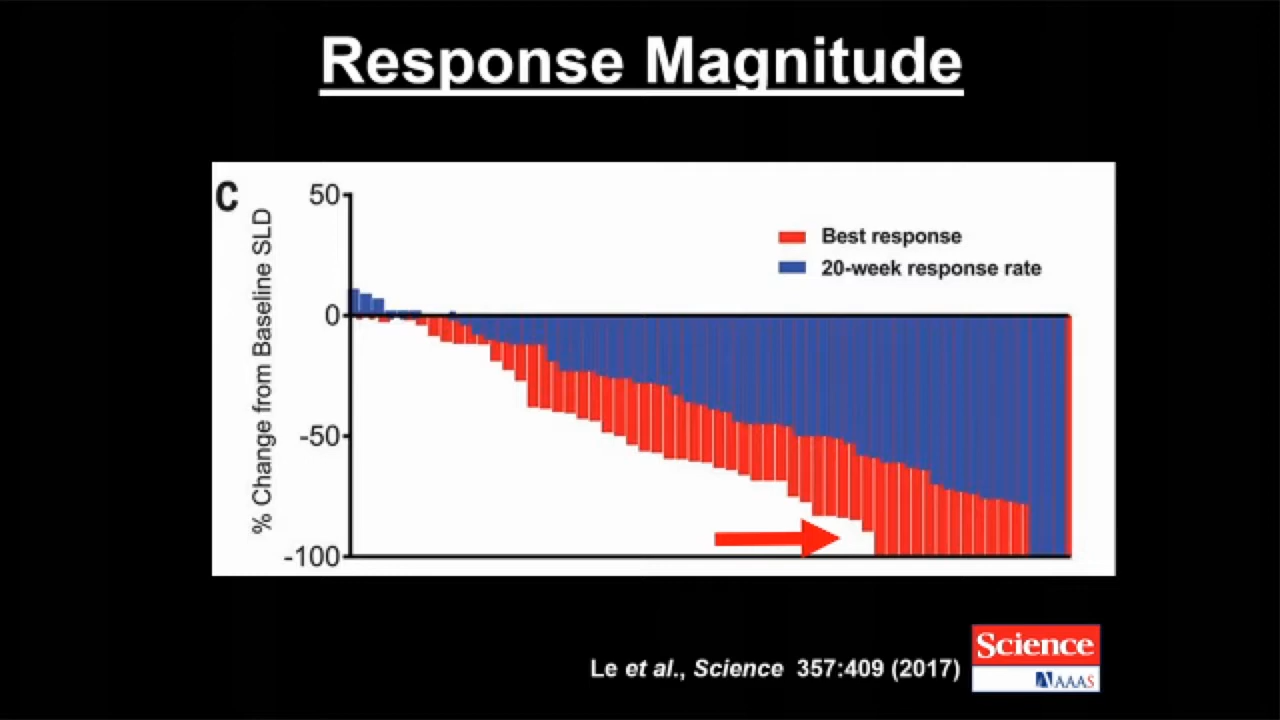 Response Magnitude
C
% Change from Baseline SLD
50
0
-50
-100
Best response
20-week response rate
Le et al., Science 357:409 (2017)
Science
AAAS